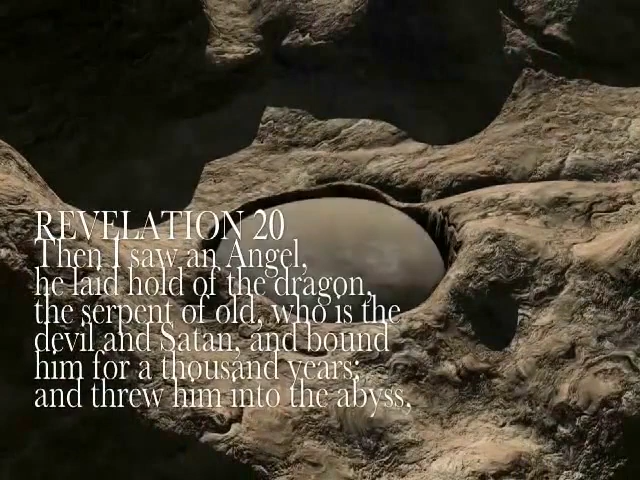 REVELATION 20
Then I saw an Angel,
he laid hold of the dragon,
the serpent of old, who is the
devil and Satan, and bound
him for a thousand years;
and threw him into the abyss,